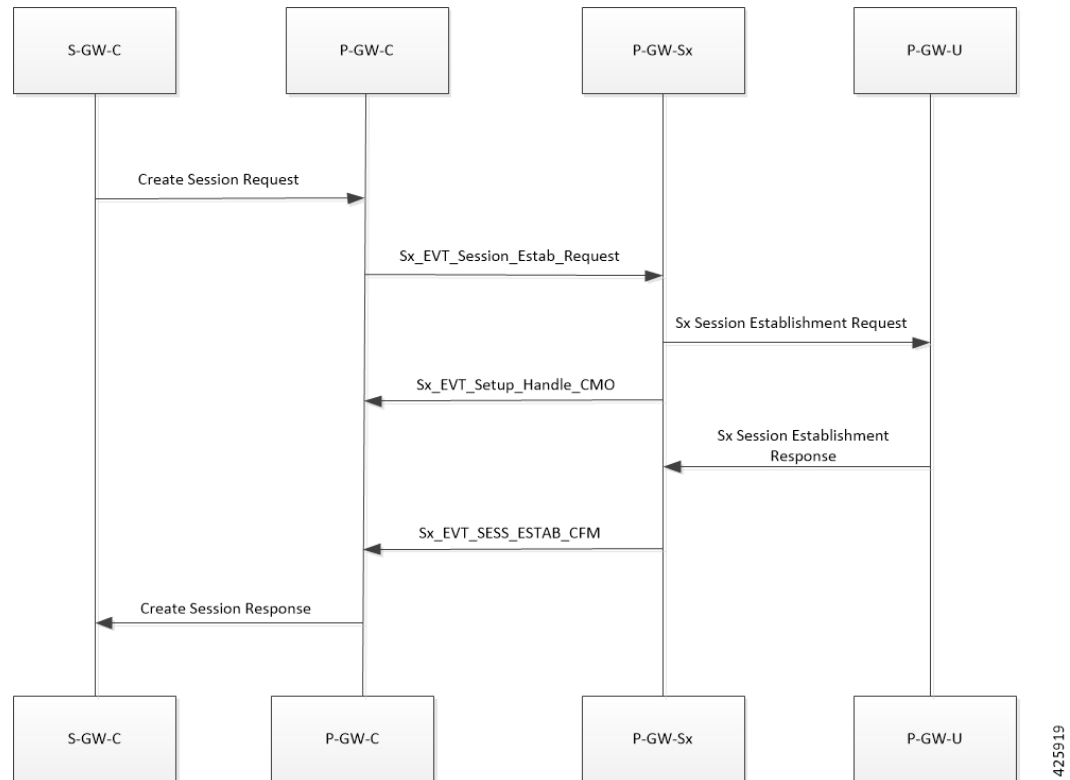 S-GW-C
P-GW-C
P-GW-Sx
P-GW-U
Create Session Request
Sx_EVT_Session_Estab_Request
Sx Session Establishment Request
Sx_EVT_Setup_Handle_CMO
Sx Session Establishment
Response
Sx_EVT_SESS_ESTAB_CFM
Create Session Response
S-GW-C
P-GW-C
P-GW-Sx
P-GW-U
425919